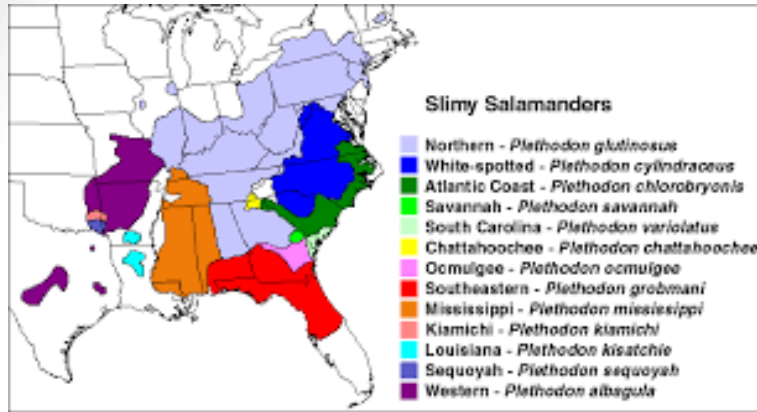 Slimy Salamanders
Northern - Plethodon glutinosus
White-spotted - Plethodon cylindraceus
Atlantic Coast - Plethodon chlorobryonis
Savannah - Plethodon savannah
South Carolina - Plethodon variolatus
Chattahoochee - Plethodon chattahoochee
Ocmulgee - Plethodon ocmulgee
Southeastern - Plethodon grobmani
Mississippi - Plethodon mississippi
Kiamichi - Plethodon kiamichi
Louisiana - Plethodon kisatchie
Sequoyah - Plethodon sequoyah
Western - Plethodon albagula